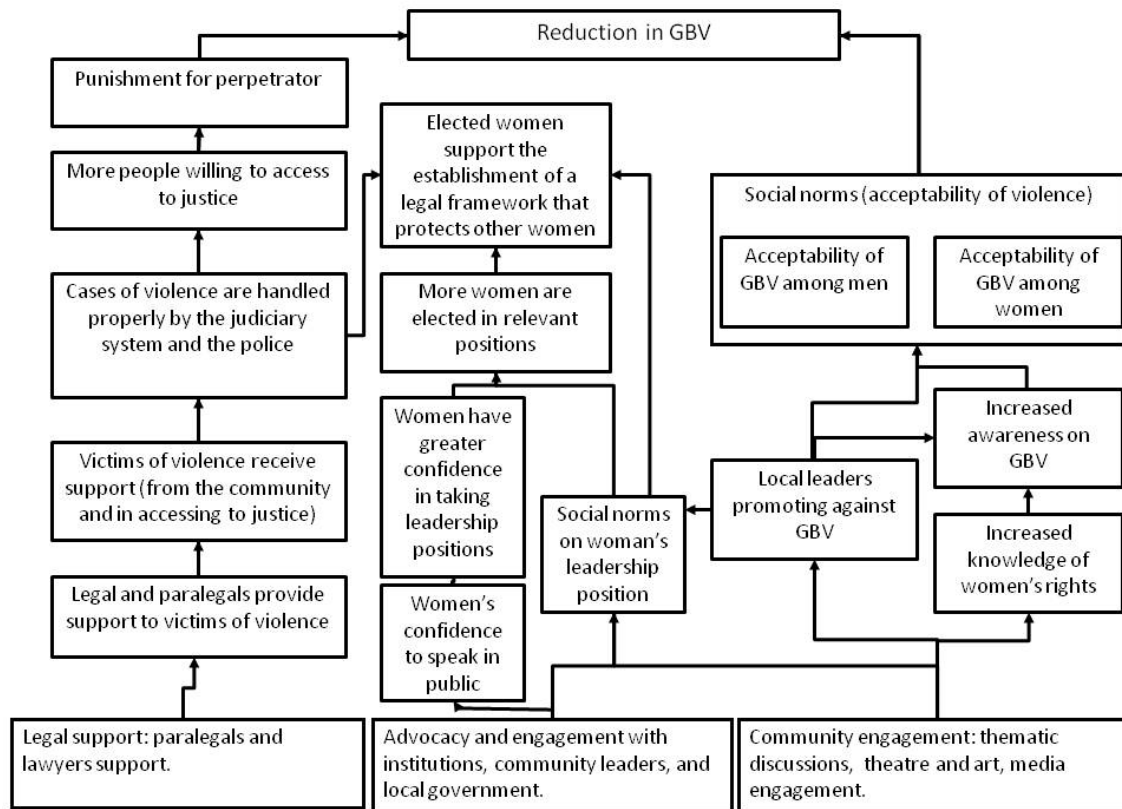 Reduction in GBV
Punishment for perpetrator
More people willing to access
to justice
Cases of violence are handled
properly by the judiciary
system and the police
Victims of violence receive
support (from the community
and in accessing to justice)
Legal and paralegals provide
support to victims of violence
Legal support: paralegals and
lawyers support.
Elected women
support the
establishment of a
legal framework that
protects other women
More women are
elected in relevant
positions
Women have
greater
confidence
in taking
leadership
positions
Women's
confidence
to speak in
public
Advocacy and engagement with
institutions, community leaders, and
local government.
Social norms
on woman's
leadership
position
Social norms (acceptability of violence)
Acceptability of
GBV among men
Acceptability of
GBV among
women
Local leaders
promoting against
GBV
Increased
awareness on
GBV
Increased
knowledge of
women's rights
Community engagement: thematic
discussions, theatre and art, media
engagement.